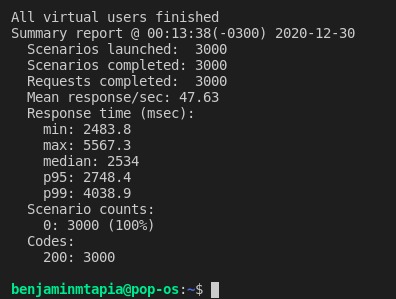 All virtual users finished
Summary report @ 00:13:38(-0300) 2020-12-30
Scenarios launched:  3000
Scenarios completed: 3000
Requests completed:  3000
Mean response/sec: 47.63
Response time (msec):
min: 2483.8
max: 5567.3
median: 2534
p95: 2748.4
p99: 4038.9
Scenario counts:
0: 3000 (100%)
Codes:
200: 3000
benjaminmtapia@pop-os:~$